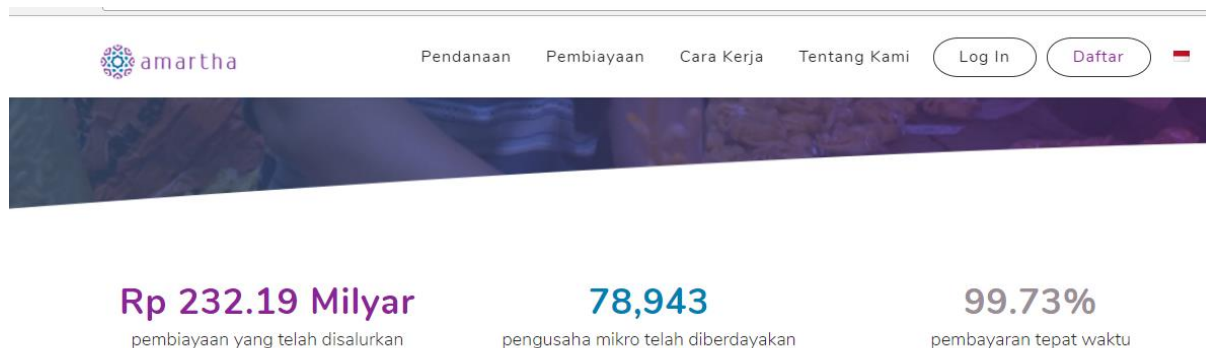 amartha Pendanaan Pembiayaan Cara Kerja Tentang Kami Log In Daftar
Rp 232.19 Milyar 78,943 99.73%
pembiayaan yang telah disalurkan pengusaha mikro telah diberdayakan pembayaran tepat waktu